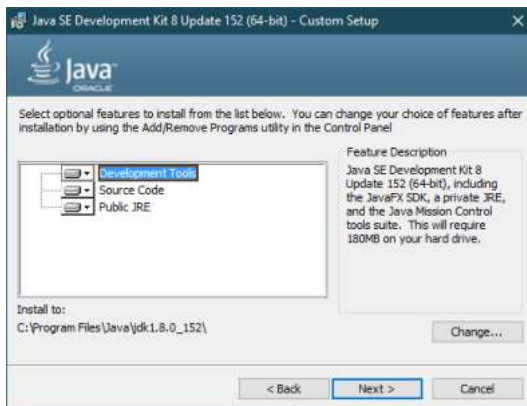 Java SE Development Kit 8 Update 152 (64-bit) - Custom Setup
Java
ORACLE
Select optional features to install from the list below. You can change your choice of features after
installation by using the Add/Remove Programs utility in the Control Panel
Development Tools
Source Code
Public JRE
Feature Description
Java SE Development Kit 8
Update 152 (64-bit), including
the JavaFX SDK, a private JRE,
and the Java Mission Control
tools suite. This will require
180MB on your hard drive.
Install to:
C:\Program Files\Java\jdk1.8.0_152\
Change...
< Back
Next >
Cancel